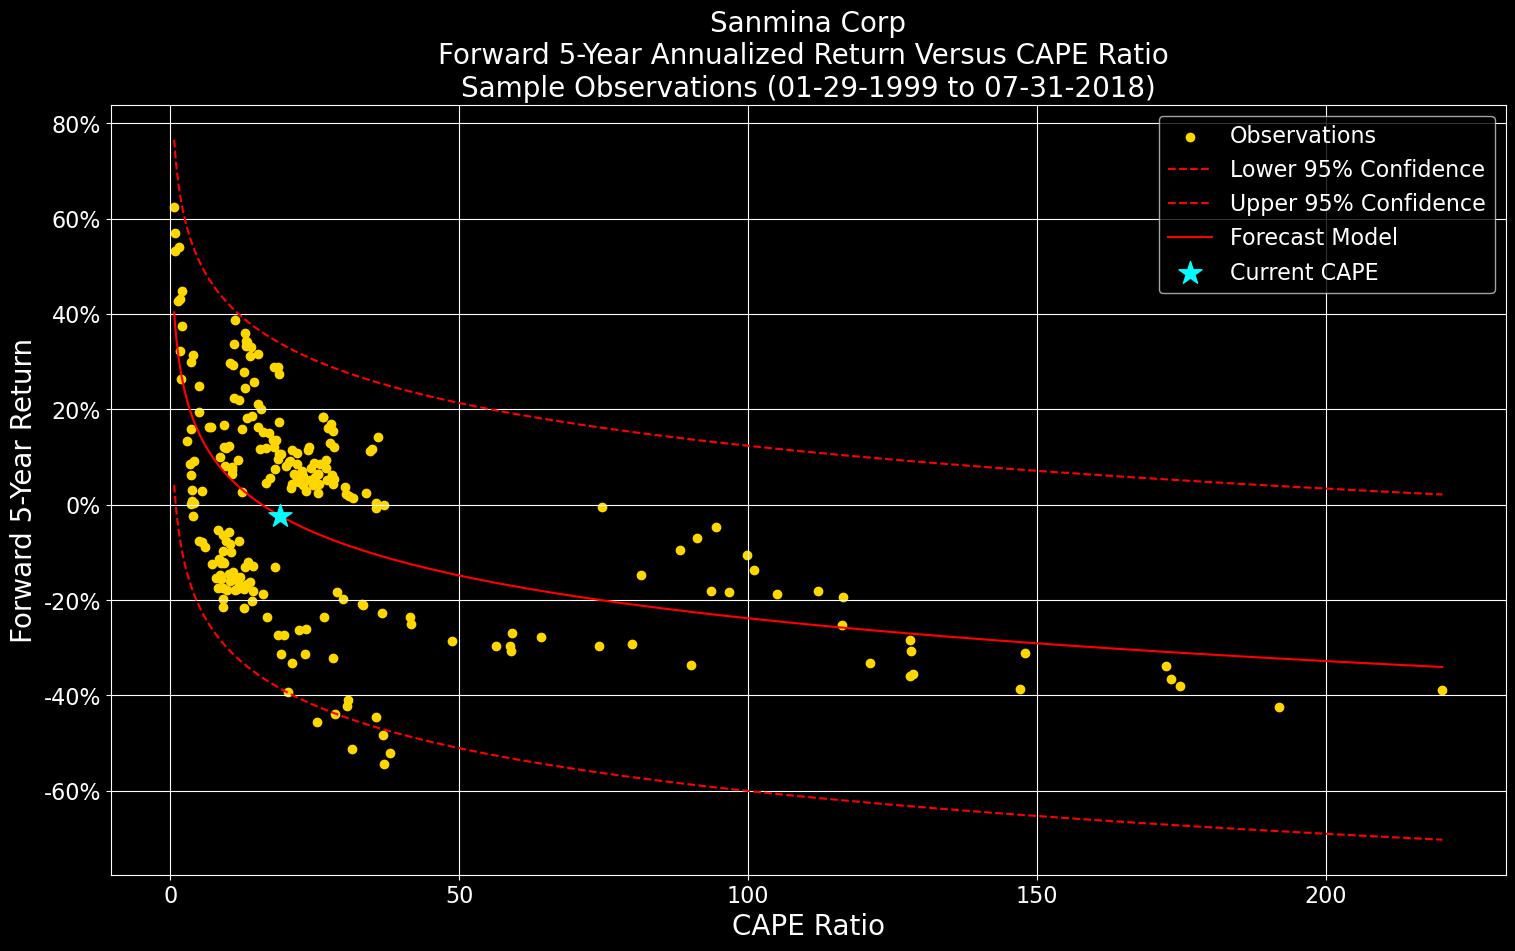 Sanmina Corp
Forward 5-Year Annualized Return Versus CAPE Ratio
Sample Observations (01-29-1999 to 07-31-2018)
80%
60%
40%
20%
0%
-20%
-40%
-60%
Forward 5-Year Return
Observations
Lower 95% Confidence
Upper 95% Confidence
Forecast Model
Current CAPE
0
50
100
150
200
CAPE Ratio